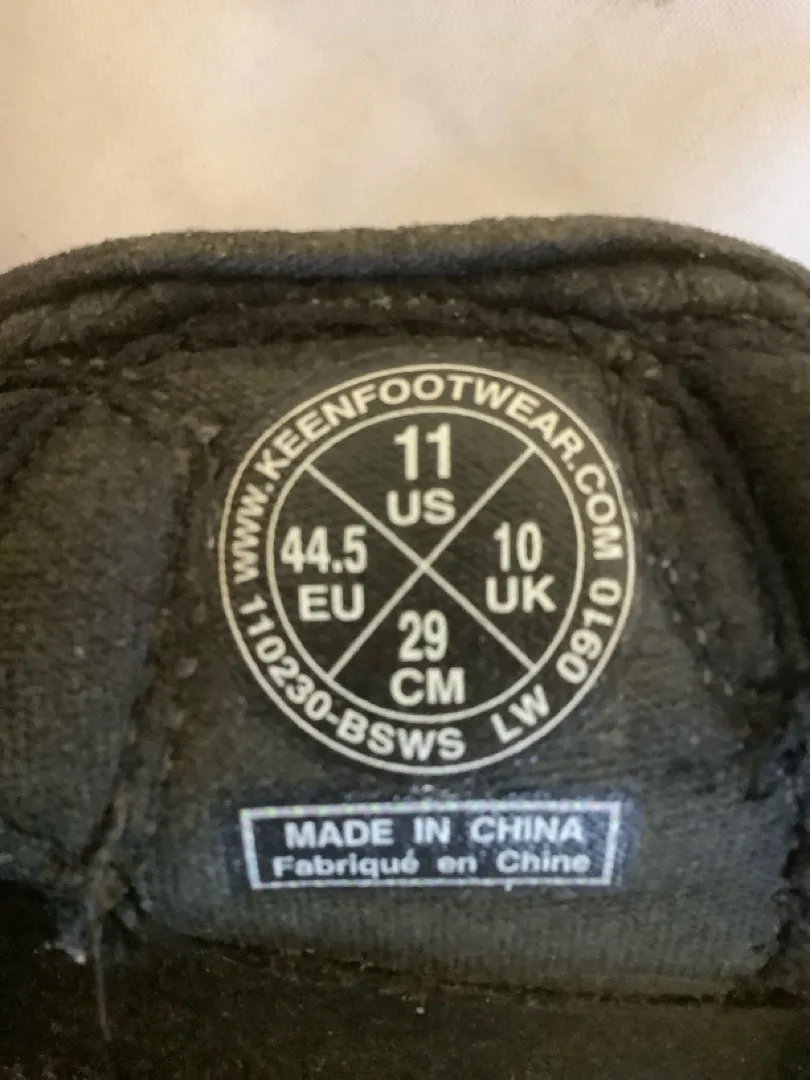 WWW.KEENFOOTWEAR.COM
11
US
44.5
EU
10
UK
29
CM
110230-BSWS LW 0910
MADE IN CHINA
Fabriqué en Chine